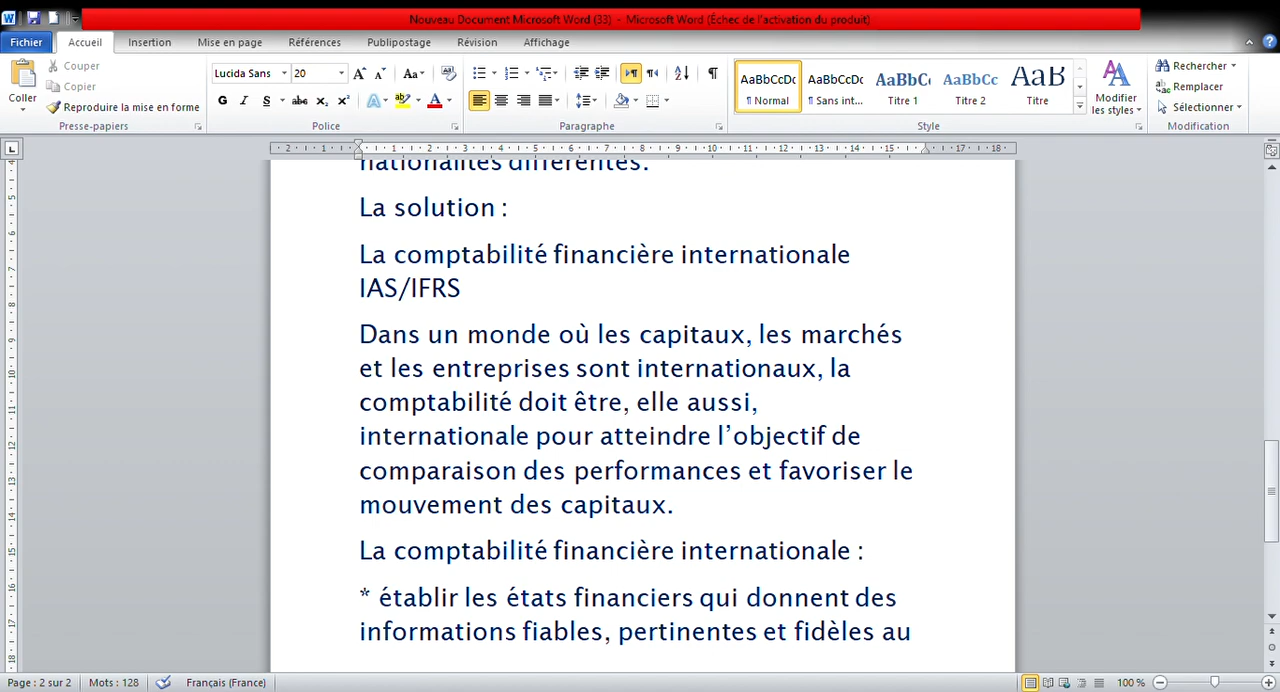 Nouveau Document Microsoft Word (33) - Microsoft Word (Échec de l'activation du produit)
Fichier Accueil Insertion Mise en page Références Publipostage Révision Affichage
Coller
Couper
Copier
Reproduire la mise en forme
Presse-papiers
Lucida Sans 20
G I S abc
Police
Paragraphe
AaBbCcDc AaBbCcDc AaBbC AaBbCc AaB
¶ Normal ¶ Sans int... Titre 1 Titre 2 Titre
Modifier
les styles
Style
Rechercher
Remplacer
Sélectionner
Modification
nationalités différentes.
La solution :
La comptabilité financière internationale
IAS/IFRS
Dans un monde où les capitaux, les marchés
et les entreprises sont internationaux, la
comptabilité doit être, elle aussi,
internationale pour atteindre l’objectif de
comparaison des performances et favoriser le
mouvement des capitaux.
La comptabilité financière internationale :
* établir les états financiers qui donnent des
informations fiables, pertinentes et fidèles au
Page : 2 sur 2 Mots : 128 Français (France) 100 %